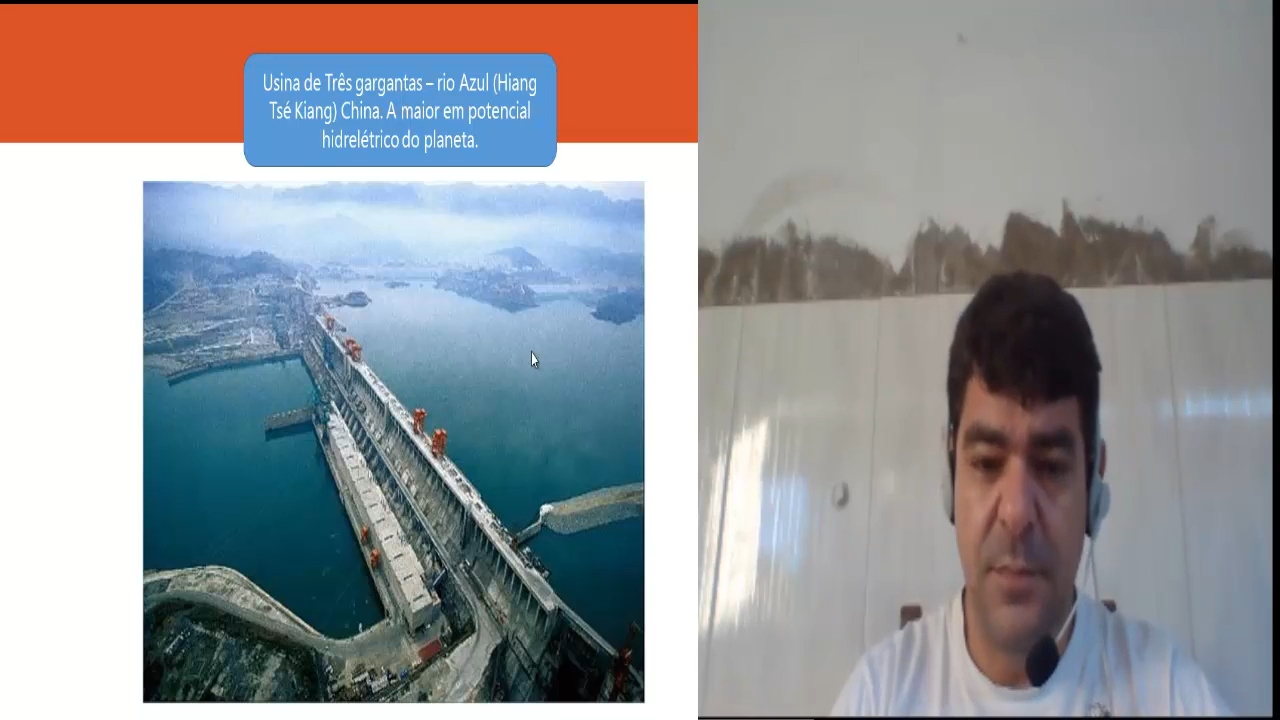 Usina de Três gargantas – rio Azul (Hiang
Tsé Kiang) China. A maior em potencial
hidrelétrico do planeta.